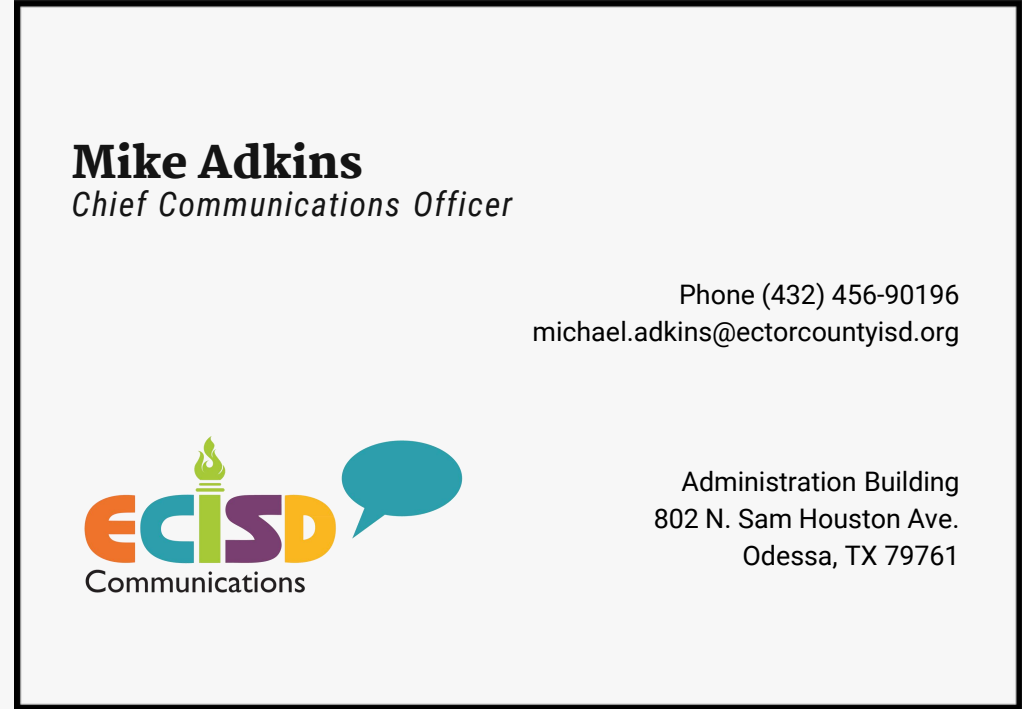 Mike Adkins
Chief Communications Officer
Phone (432) 456-90196
michael.adkins@ectorcountyisd.org
ECISD
Communications
Administration Building
802 N. Sam Houston Ave.
Odessa, TX 79761